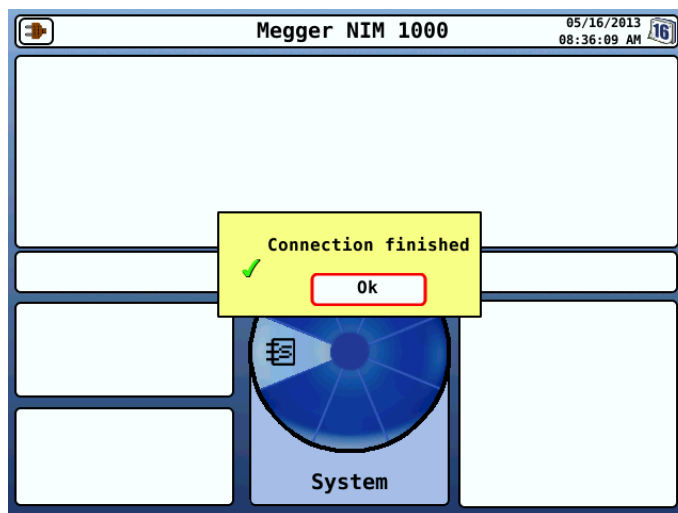 Megger NIM 1000
05/16/2013
08:36:09 AM
16
Connection finished
Ok
System